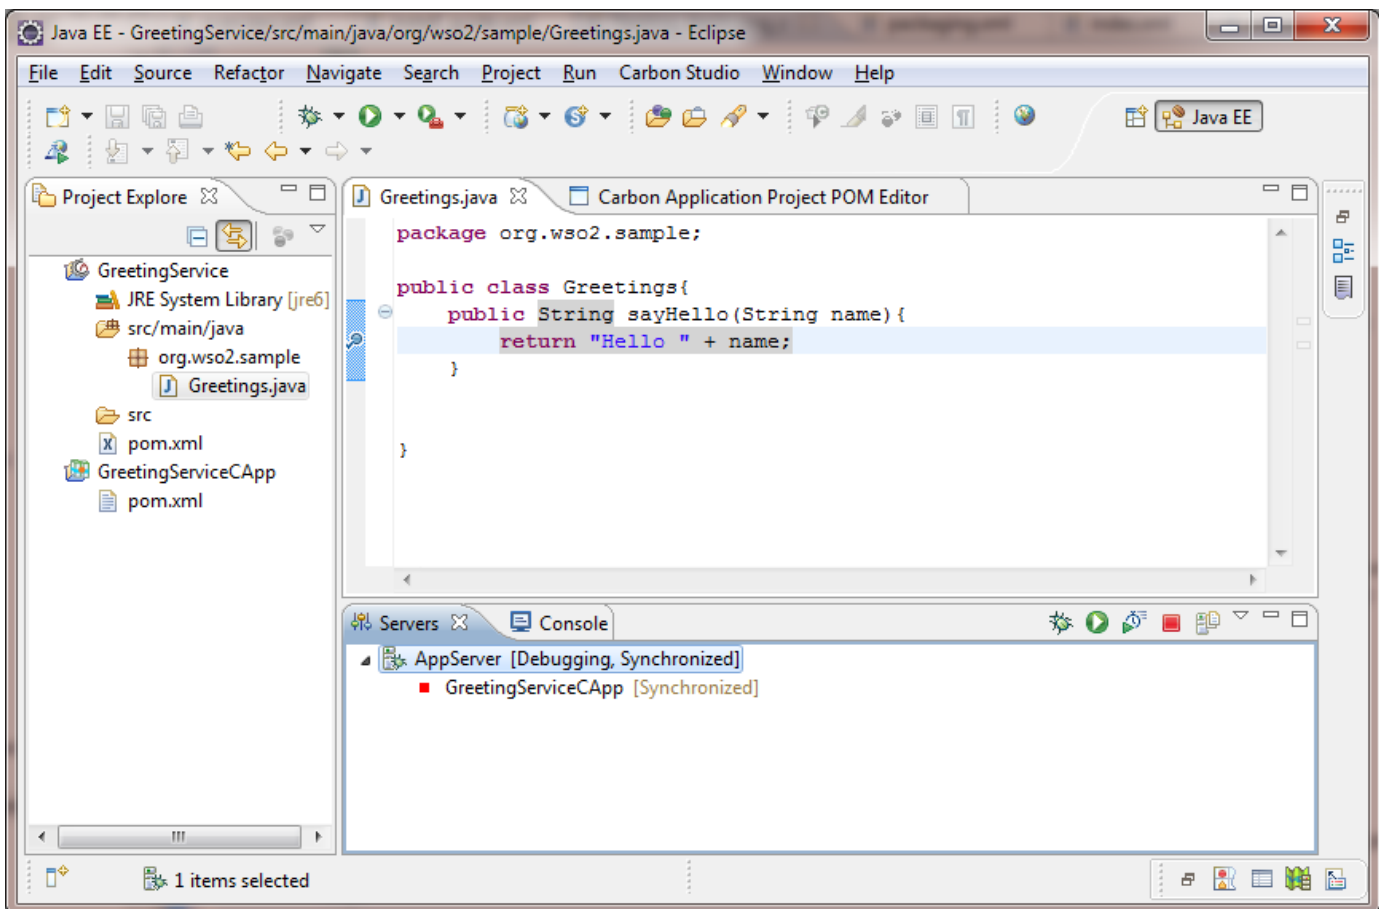 Java EE - GreetingService/src/main/java/org/wso2/sample/Greetings.java - Eclipse
File Edit Source Refactor Navigate Search Project Run Carbon Studio Window Help
Java EE
Project Explore
Greetings.java
Carbon Application Project POM Editor
GreetingService
JRE System Library [jre6]
src/main/java
org.wso2.sample
Greetings.java
src
pom.xml
GreetingServiceCApp
pom.xml
package org.wso2.sample;
public class Greetings{
public String sayHello(String name){
return "Hello " + name;
}
}
Servers
Console
AppServer [Debugging, Synchronized]
GreetingServiceCApp [Synchronized]
1 items selected